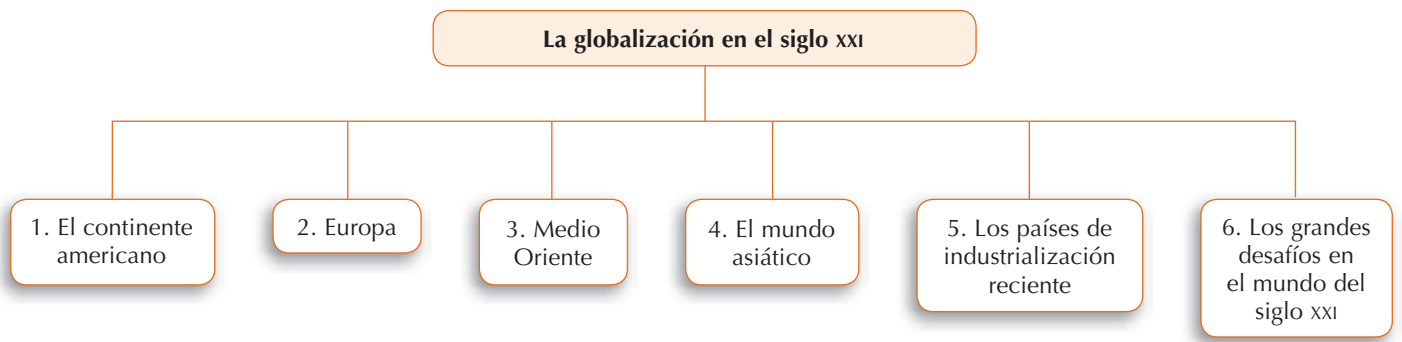 La globalización en el siglo XXI
1. El continente
americano
2. Europa
3. Medio
Oriente
4. El mundo
asiático
5. Los países de
industrialización
reciente
6. Los grandes
desafíos en
el mundo del
siglo XXI